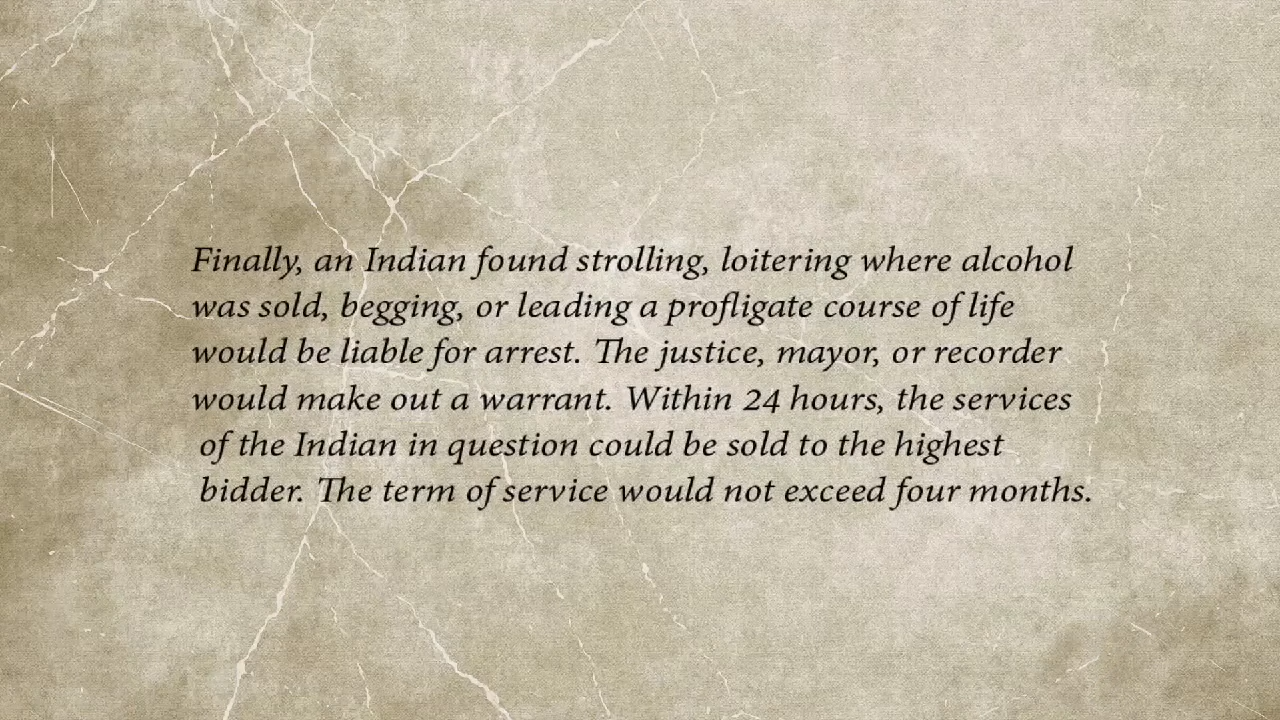 Finally, an Indian found strolling, loitering where alcohol
was sold, begging, or leading a profligate course of life
would be liable for arrest. The justice, mayor, or recorder
would make out a warrant. Within 24 hours, the services
of the Indian in question could be sold to the highest
bidder. The term of service would not exceed four months.